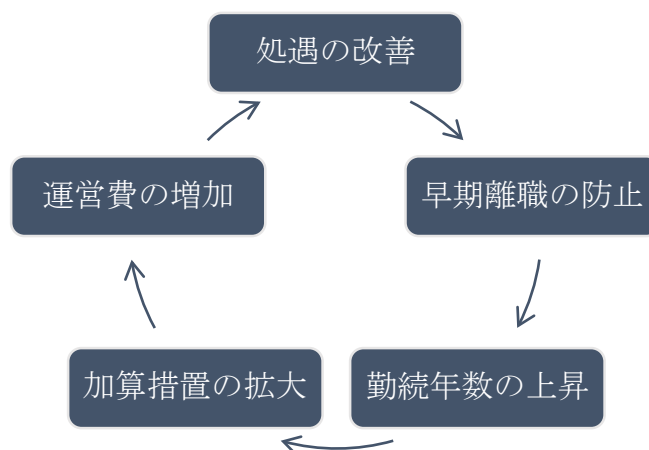 処遇の改善
運営費の増加
早期離職の防止
加算措置の拡大
勤続年数の上昇